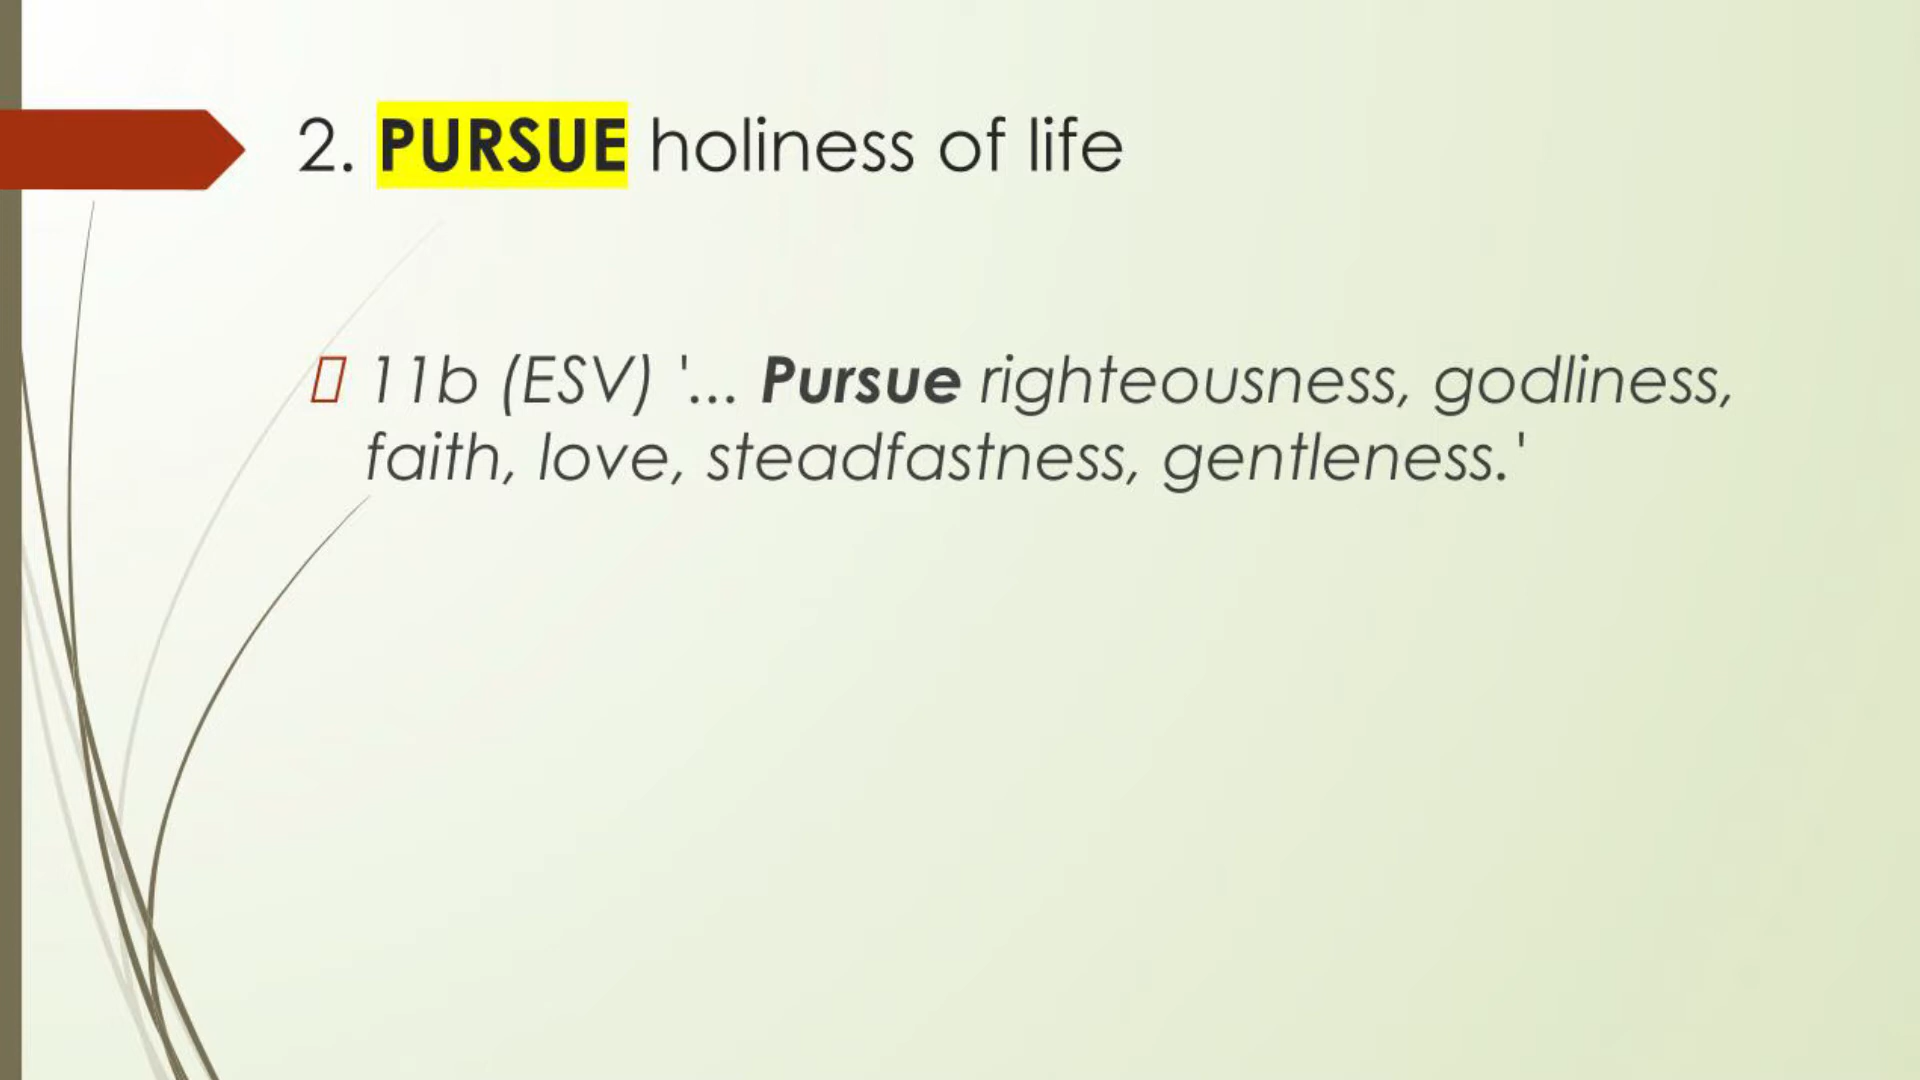 2. PURSUE holiness of life
11b (ESV) '... Pursue righteousness, godliness,
faith, love, steadfastness, gentleness.'